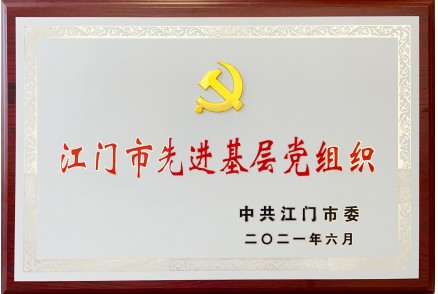 江门市先进基层党组织
中共江门市委
二〇二一年六月